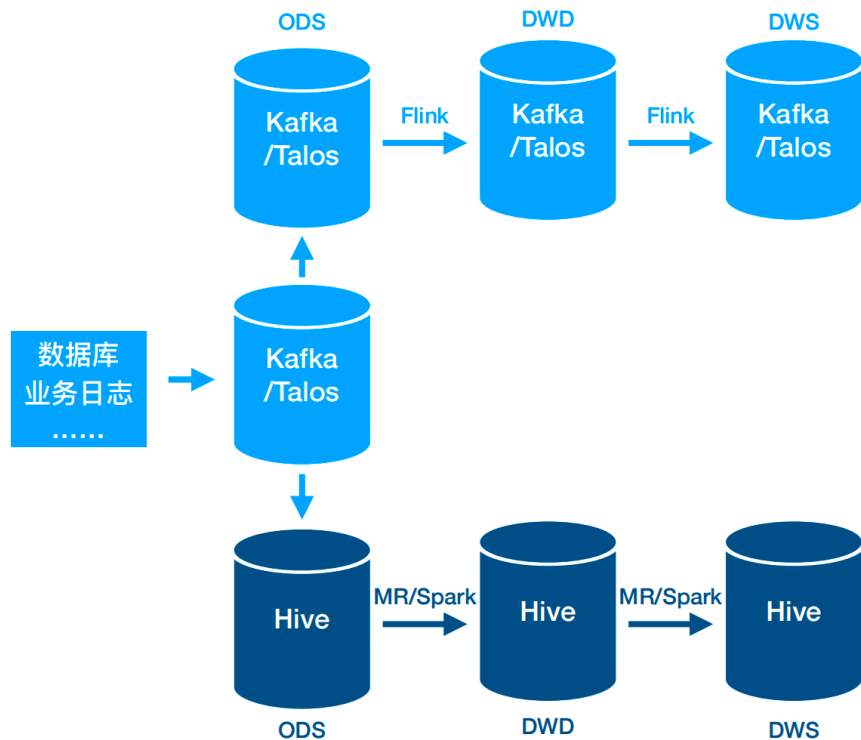 ODS
DWD
DWS
Kafka
/Talos
Flink
Kafka
/Talos
Flink
Kafka
/Talos
数据库
业务日志
......
Kafka
/Talos
Hive
MR/Spark
Hive
MR/Spark
Hive
ODS
DWD
DWS